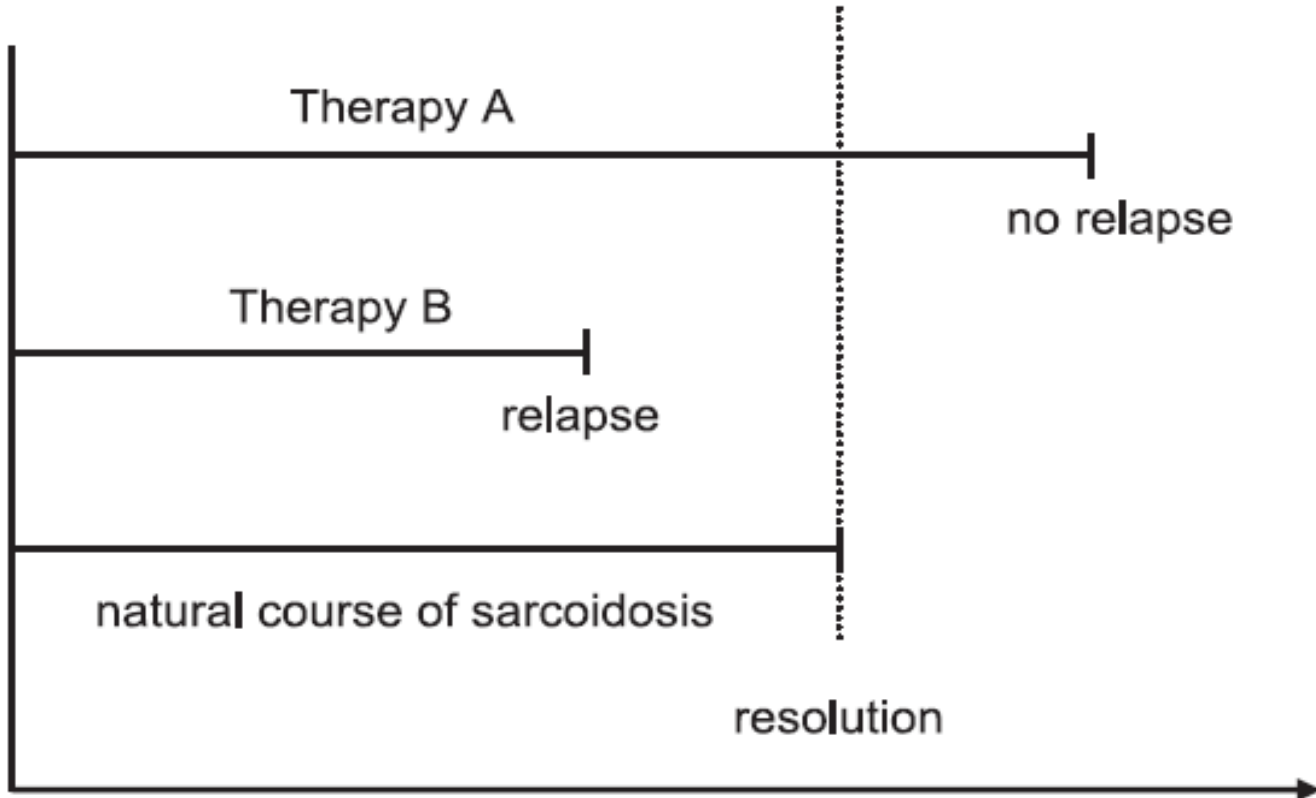 Therapy A
no relapse
Therapy B
relapse
natural course of sarcoidosis
resolution